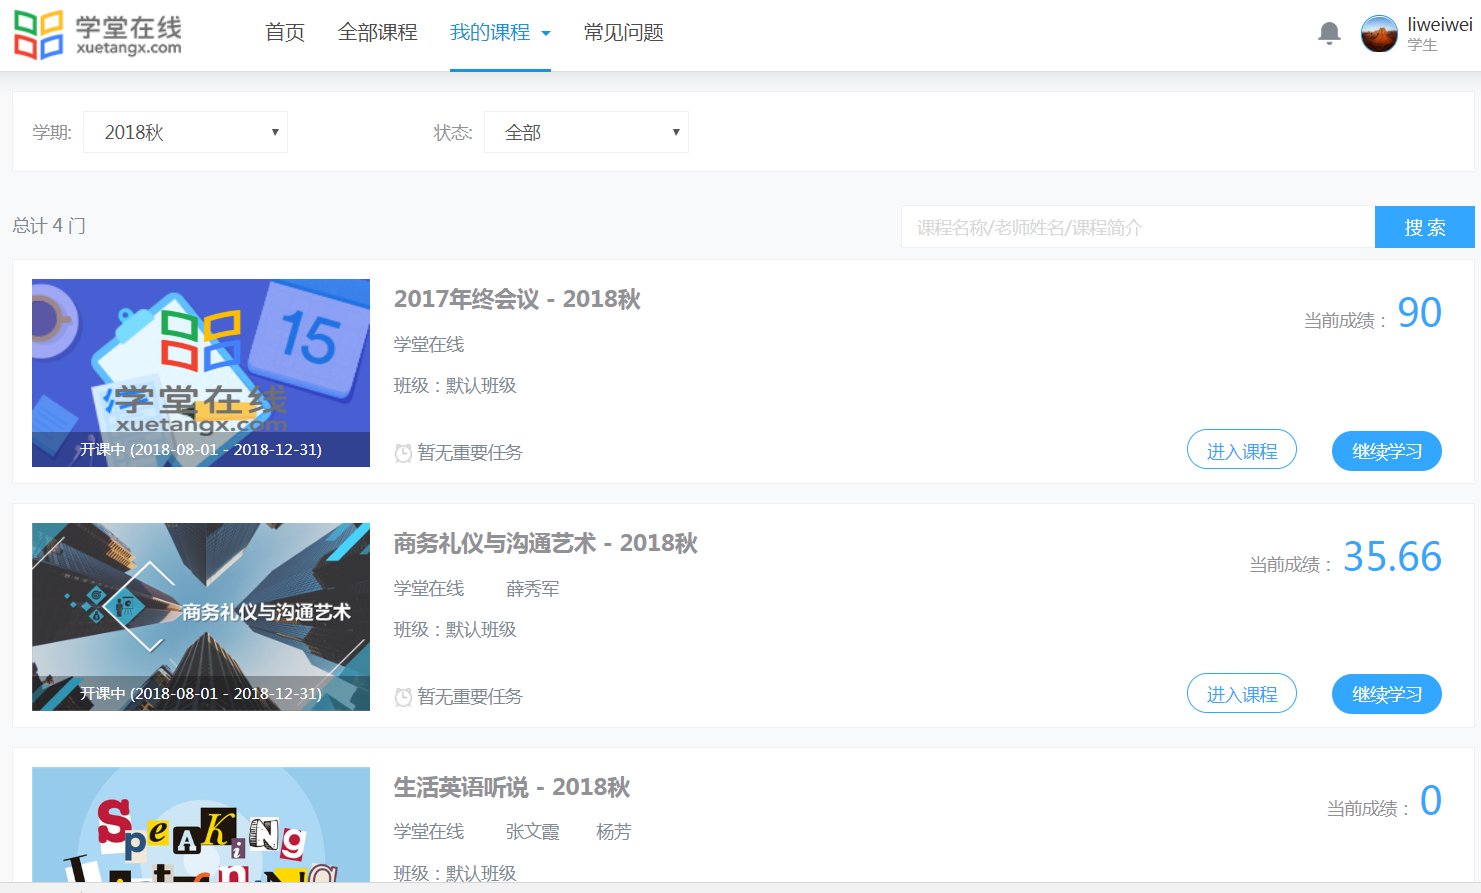 学堂在线
xuetangx.com
首页 全部课程 我的课程 常见问题
liweiwei
学生
学期: 2018秋 状态: 全部
总计 4 门
课程名称/老师姓名/课程简介 搜 索
15
学堂在线
xuetangx.com
开课中 (2018-08-01 - 2018-12-31)
2017年终会议 - 2018秋
学堂在线
班级：默认班级
暂无重要任务
当前成绩： 90
进入课程 继续学习
商务礼仪与沟通艺术
开课中 (2018-08-01 - 2018-12-31)
商务礼仪与沟通艺术 - 2018秋
学堂在线 薛秀军
班级：默认班级
暂无重要任务
当前成绩： 35.66
进入课程 继续学习
SpeaKiNg
生活英语听说 - 2018秋
学堂在线 张文霞 杨芳
班级：默认班级
当前成绩： 0